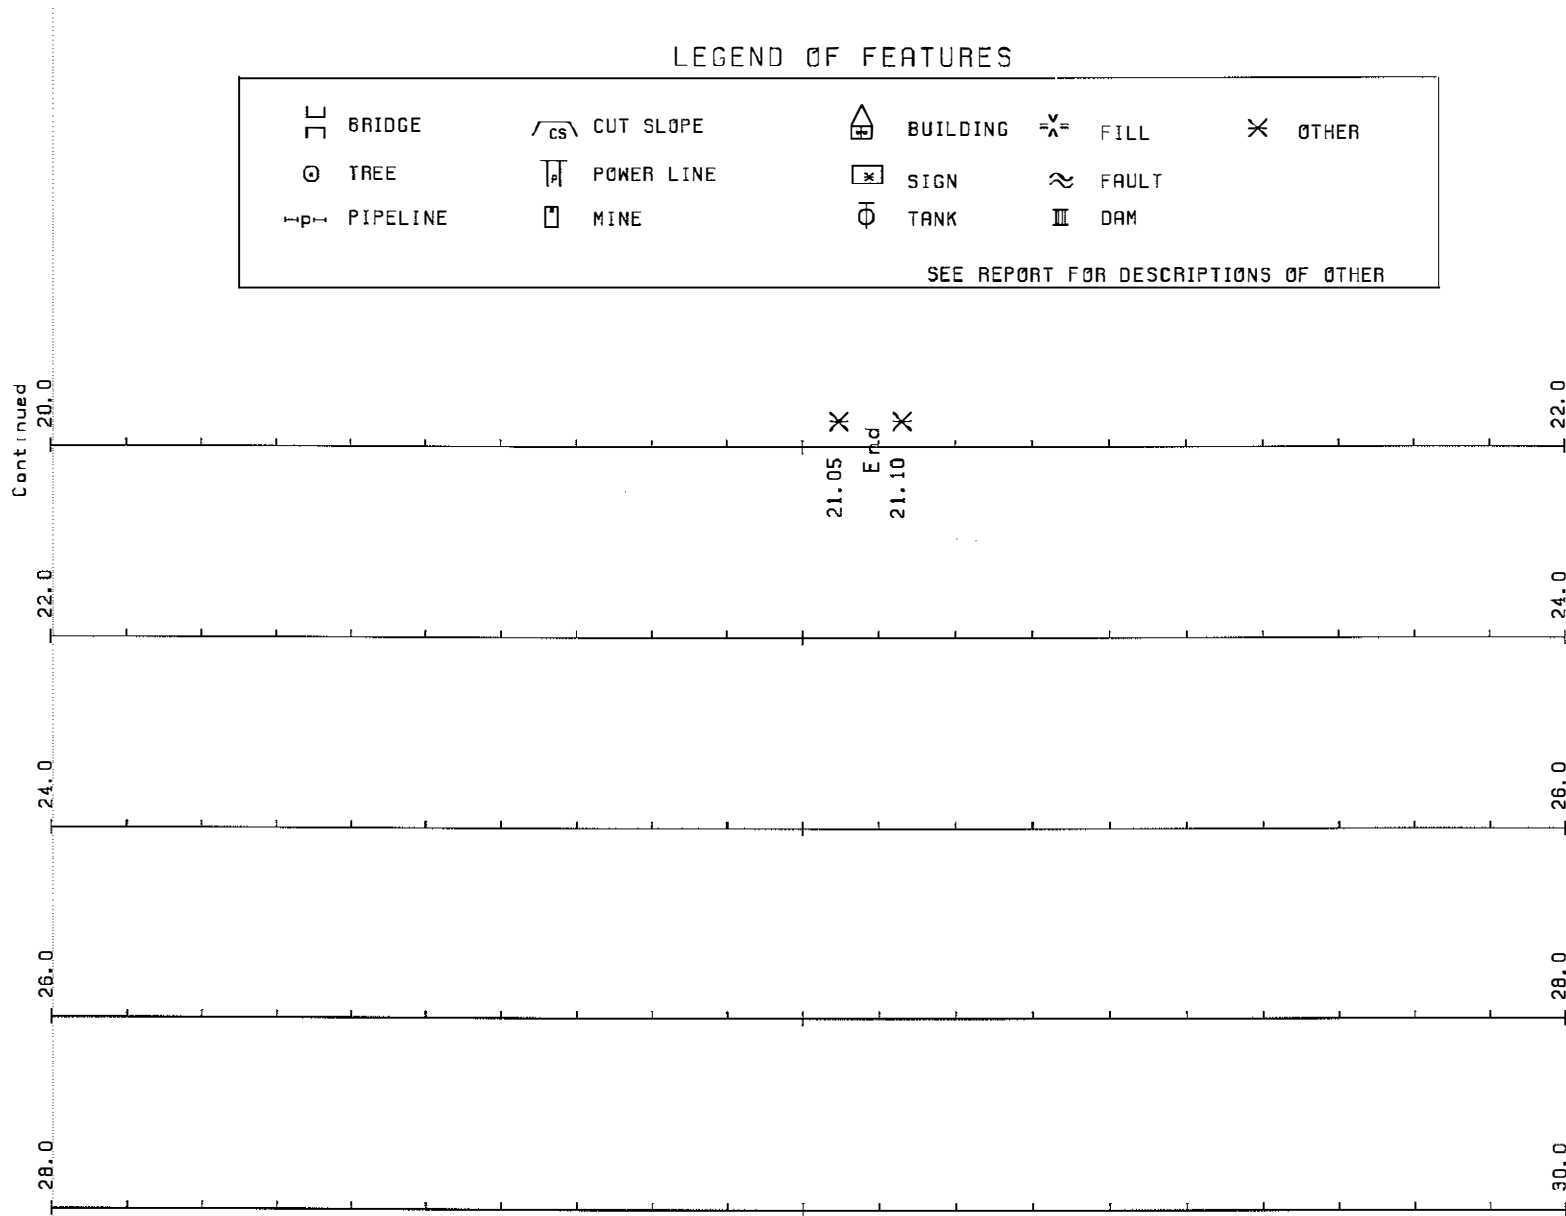 LEGEND OF FEATURES
BRIDGE
CS CUT SLOPE
BUILDING
FILL
OTHER
TREE
P POWER LINE
SIGN
FAULT
P PIPELINE
MINE
TANK
DAM
SEE REPORT FOR DESCRIPTIONS OF OTHER
Continued
20.0
22.0
21.05
End
21.10
22.0
24.0
24.0
26.0
26.0
28.0
28.0
30.0